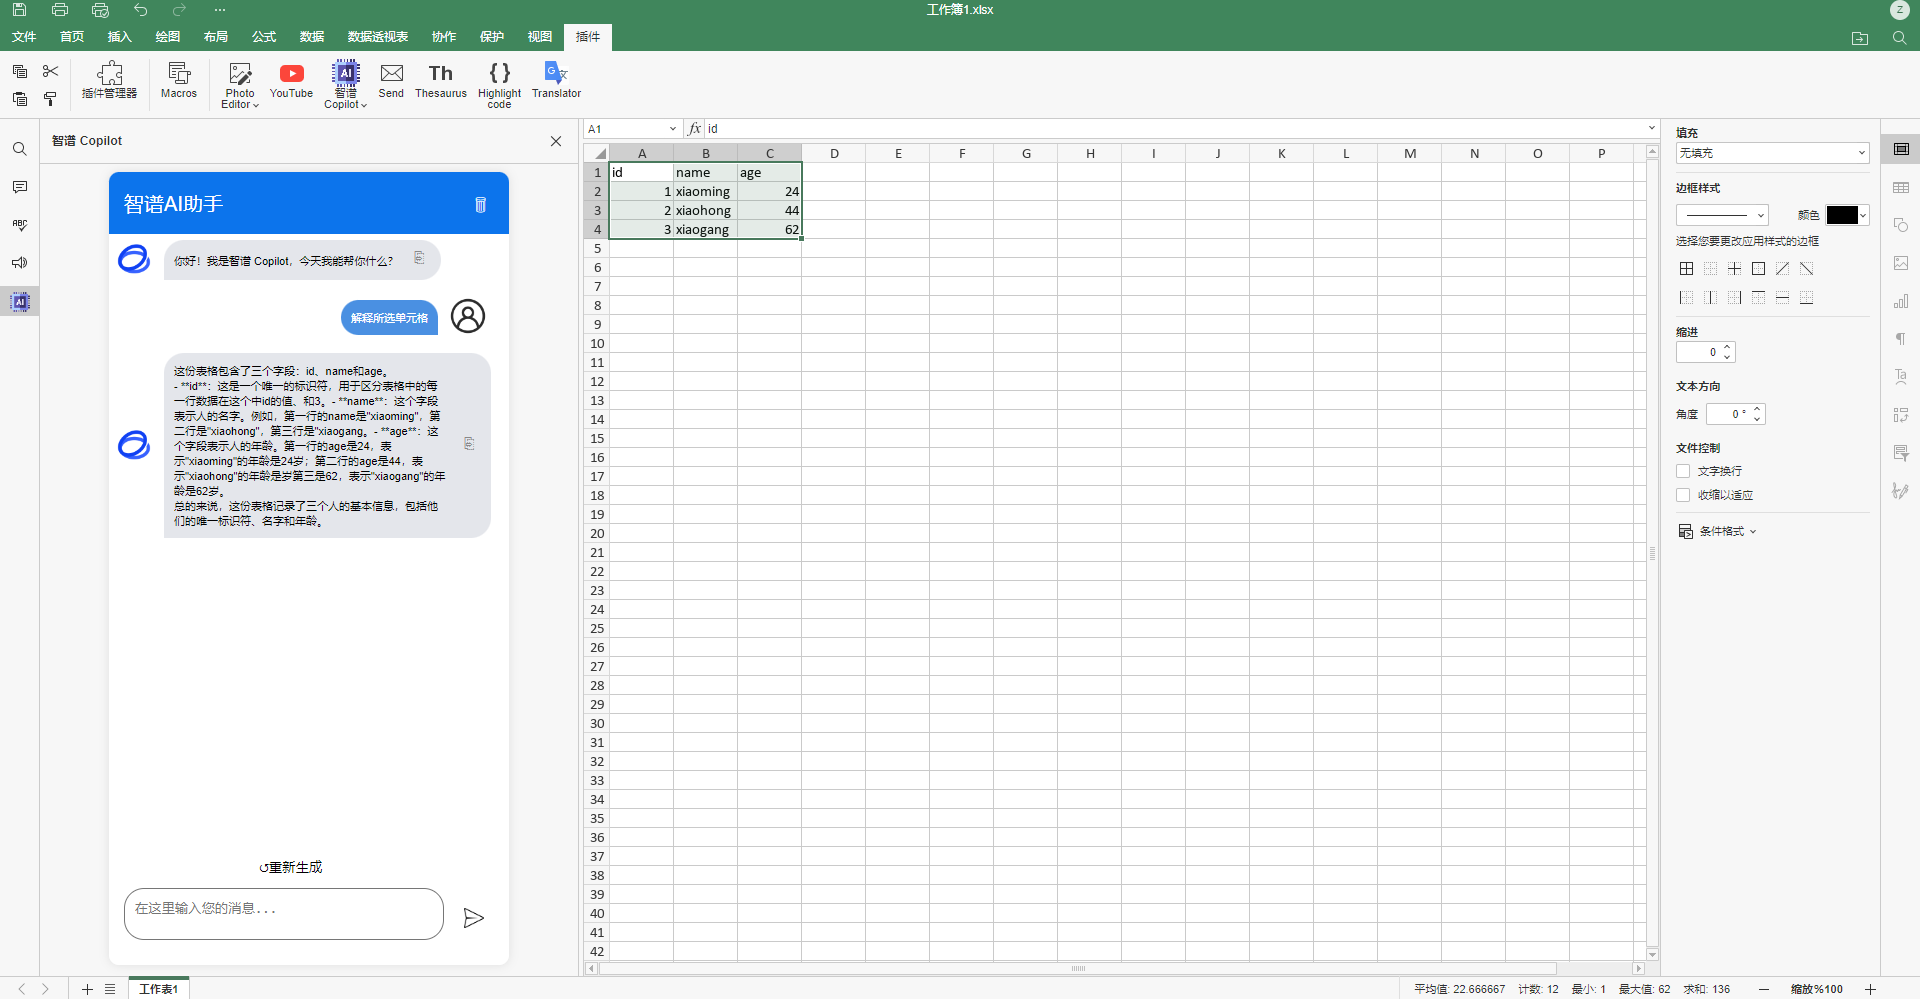 工作簿1.xlsx
Z
文件 首页 插入 绘图 布局 公式 数据 数据透视表 协作 保护 视图 插件
插件管理器 Macros Photo Editor YouTube 智谱 Copilot Send Thesaurus Highlight code Translator
智谱 Copilot
A1
fx id
智谱AI助手
你好！我是智谱 Copilot，今天我能帮你什么？
解释所选单元格
这份表格包含了三个字段：id、name和age。
- **id**：这是一个唯一的标识符，用于区分表格中的每
一行数据在这个中id的值、和3。- **name**：这个字段
表示人的名字。例如，第一行的name是"xiaoming"，第
二行是"xiaohong"，第三行是"xiaogang。- **age**：这
个字段表示人的年龄。第一行的age是24，表
示"xiaoming"的年龄是24岁；第二行的age是44，表
示"xiaohong"的年龄是岁第三是62，表示"xiaogang"的年
龄是62岁。
总的来说，这份表格记录了三个人的基本信息，包括他
们的唯一标识符、名字和年龄。
↺重新生成
在这里输入您的消息...
A B C D E F G H I J K L M N O P
1 id name age
2 1 xiaoming 24
3 2 xiaohong 44
4 3 xiaogang 62
5
6
7
8
9
10
11
12
13
14
15
16
17
18
19
20
21
22
23
24
25
26
27
28
29
30
31
32
33
34
35
36
37
38
39
40
41
42
填充
无填充
边框样式
颜色
选择您要更改应用样式的边框
缩进
0
文本方向
角度 0 °
文件控制
文字换行
收缩以适应
条件格式
工作表1
平均值: 22.666667 计数: 12 最小: 1 最大值: 62 求和: 136 缩放%100